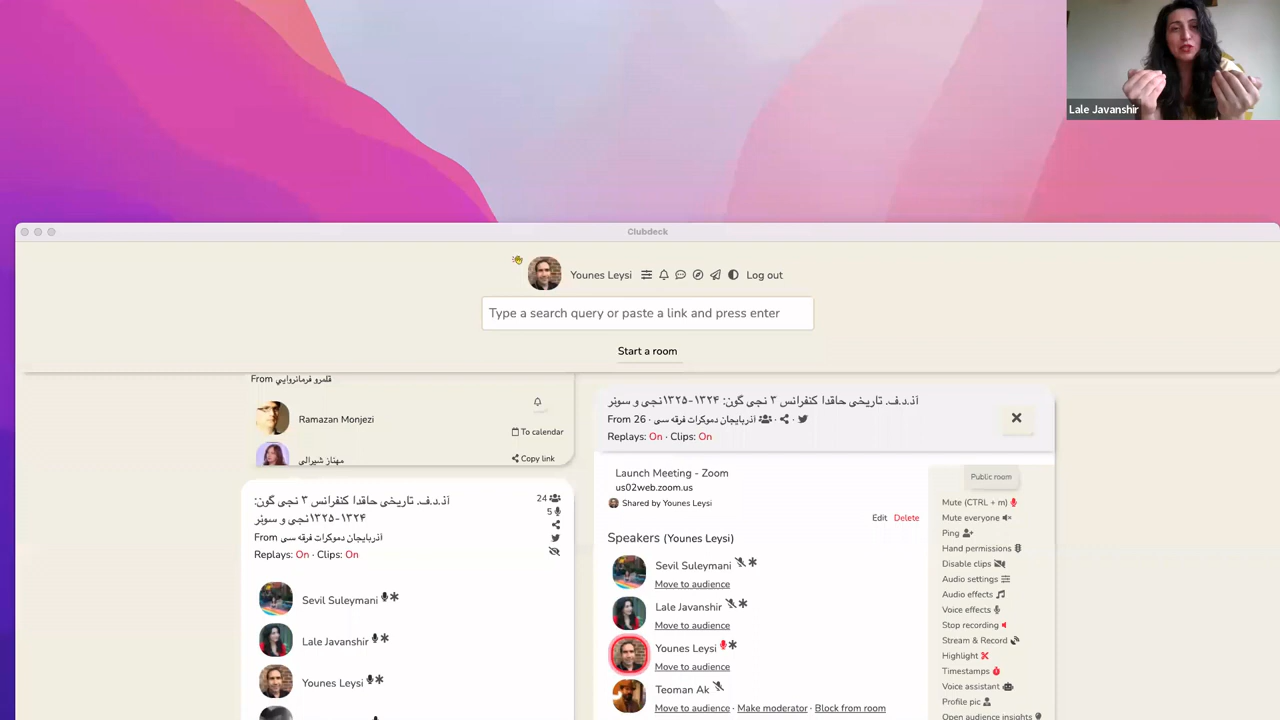 Lale Javanshir
Clubdeck
Younes Leysi
Log out
Type a search query or paste a link and press enter
Start a room
From قلمرو فرمانروایی
Ramazan Monjezi
To calendar
مهناز شیرالی
Copy link
آذ.د.ف. تاریخی حاقدا کنفرانس ۳ نجی گون:
۱۳۲۴-۱۳۲۵نجی و سویر
24
5
From آذربایجان دموکرات فرقه سی
Replays: On · Clips: On
Sevil Suleymani
Lale Javanshir
Younes Leysi
آذ.د.ف. تاریخی حاقدا کنفرانس ۳ نجی گون: ۱۳۲۴-۱۳۲۵نجی و سویر
From آذربایجان دموکرات فرقه سی · 26
Replays: On · Clips: On
Launch Meeting - Zoom
us02web.zoom.us
Shared by Younes Leysi
Edit Delete
Speakers (Younes Leysi)
Sevil Suleymani
Move to audience
Lale Javanshir
Move to audience
Younes Leysi
Move to audience
Teoman Ak
Move to audience · Make moderator · Block from room
Public room
Mute (CTRL + m)
Mute everyone
Ping
Hand permissions
Disable clips
Audio settings
Audio effects
Voice effects
Stop recording
Stream & Record
Highlight
Timestamps
Voice assistant
Profile pic
Open audience insights